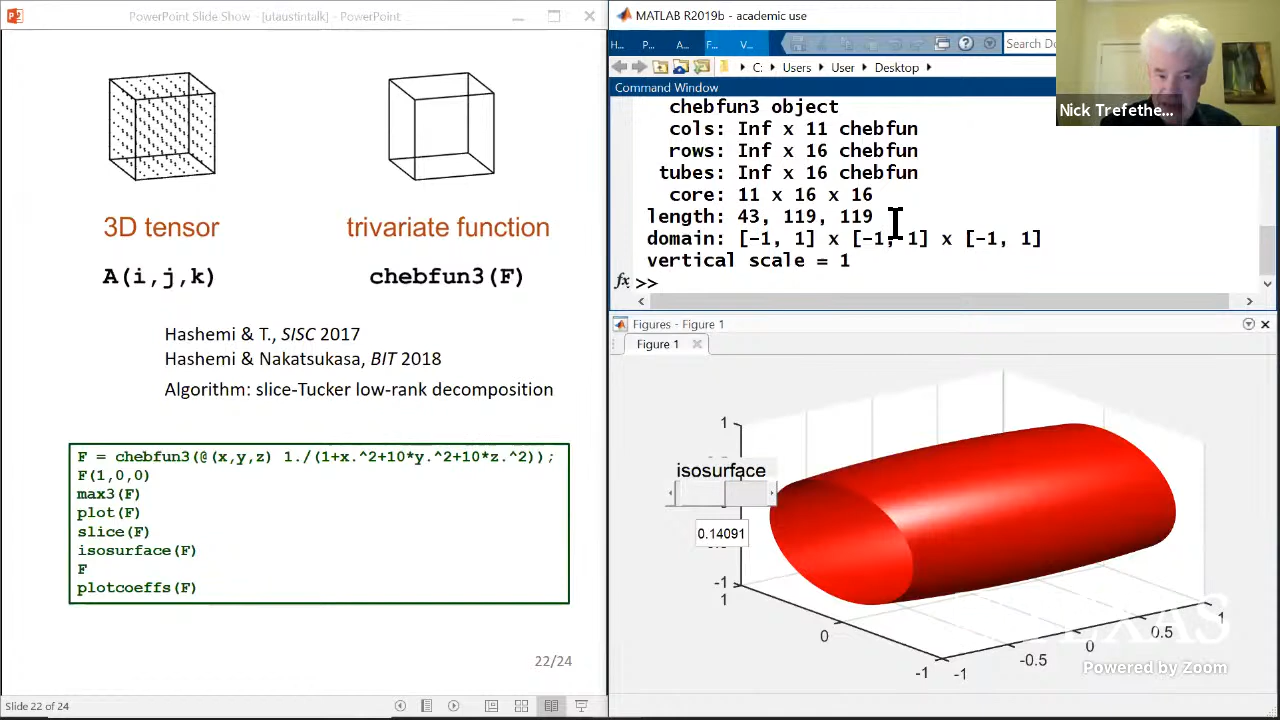 PowerPoint Slide Show - [utaustintalk] - PowerPoint ...
3D tensor
trivariate function
A(i,j,k)
chebfun3(F)
Hashemi & T., SISC 2017
Hashemi & Nakatsukasa, BIT 2018
Algorithm: slice-Tucker low-rank decomposition
F = chebfun3(@(x,y,z) 1./(1+x.^2+10*y.^2+10*z.^2));
F(1,0,0)
max3(F)
plot(F)
slice(F)
isosurface(F)
F
plotcoeffs(F)
22/24
Slide 22 of 24
MATLAB R2019b - academic use
H... P... A... F... V... Search Do
C: Users User Desktop
Command Window
chebfun3 object
cols: Inf x 11 chebfun
rows: Inf x 16 chebfun
tubes: Inf x 16 chebfun
core: 11 x 16 x 16
length: 43, 119, 119
domain: [-1, 1] x [-1, 1] x [-1, 1]
vertical scale = 1
fx >>
Nick Trefethe...
Figures - Figure 1
Figure 1
1
isosurface
0.14091
-1
1
0
-1
-1
-0.5
0
0.5
1
TEXAS
Powered by Zoom